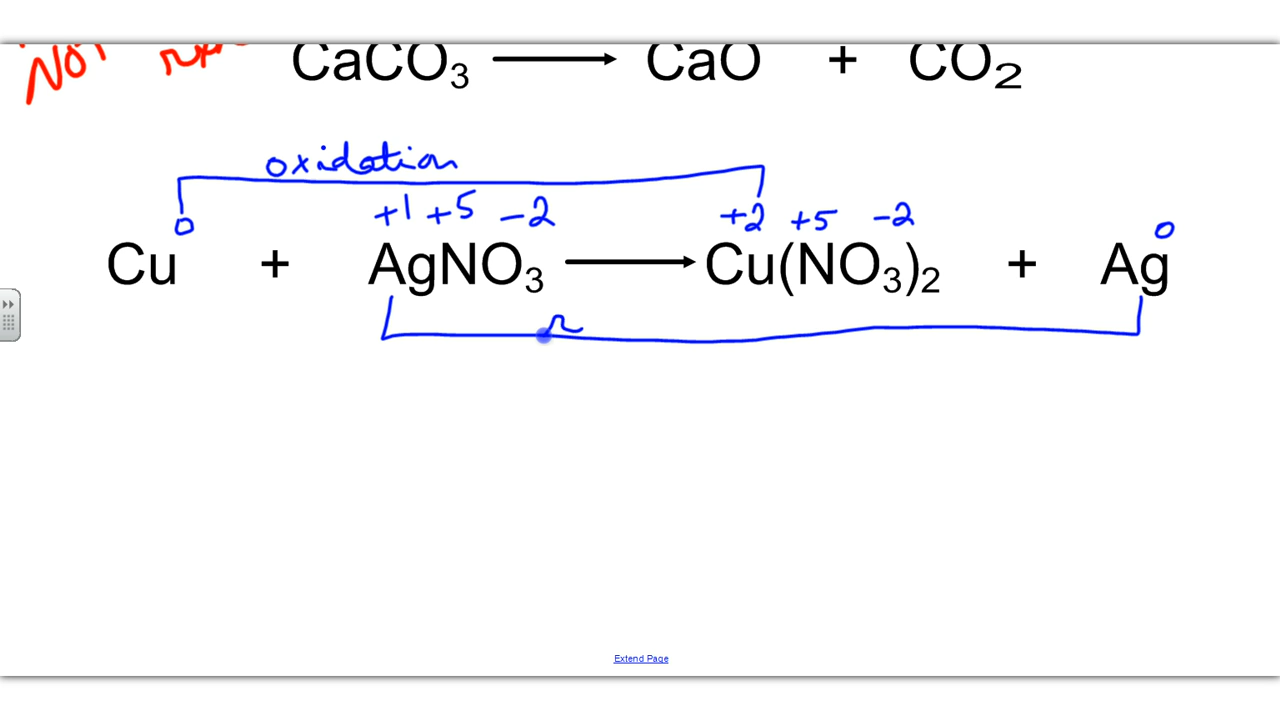 NOT
CaCO₃ ⟶ CaO + CO₂
oxidation
0 +1 +5 -2 +2 +5 -2 0
Cu + AgNO₃ ⟶ Cu(NO₃)₂ + Ag
r
Extend Page